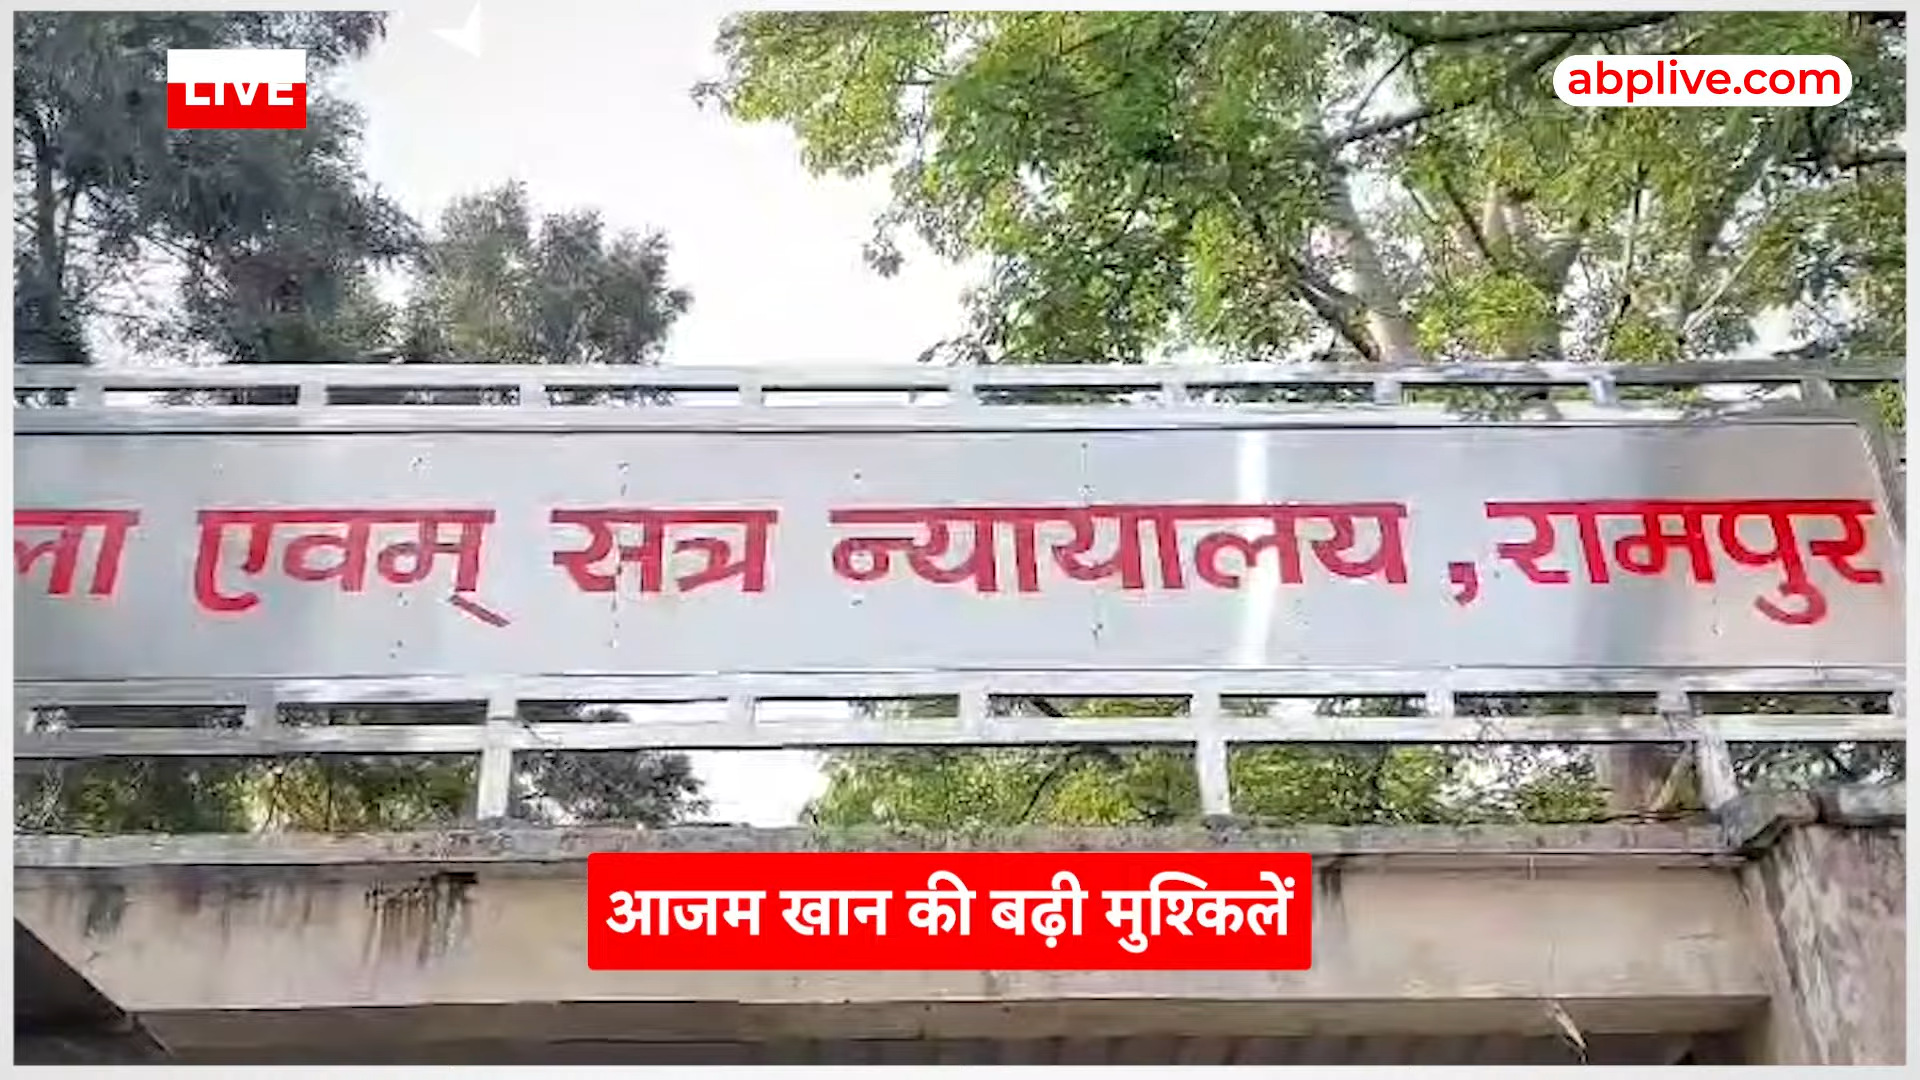 LIVE
abplive.com
ला एवम् सत्र न्यायालय, रामपुर
आजम खान की बढ़ी मुश्किलें